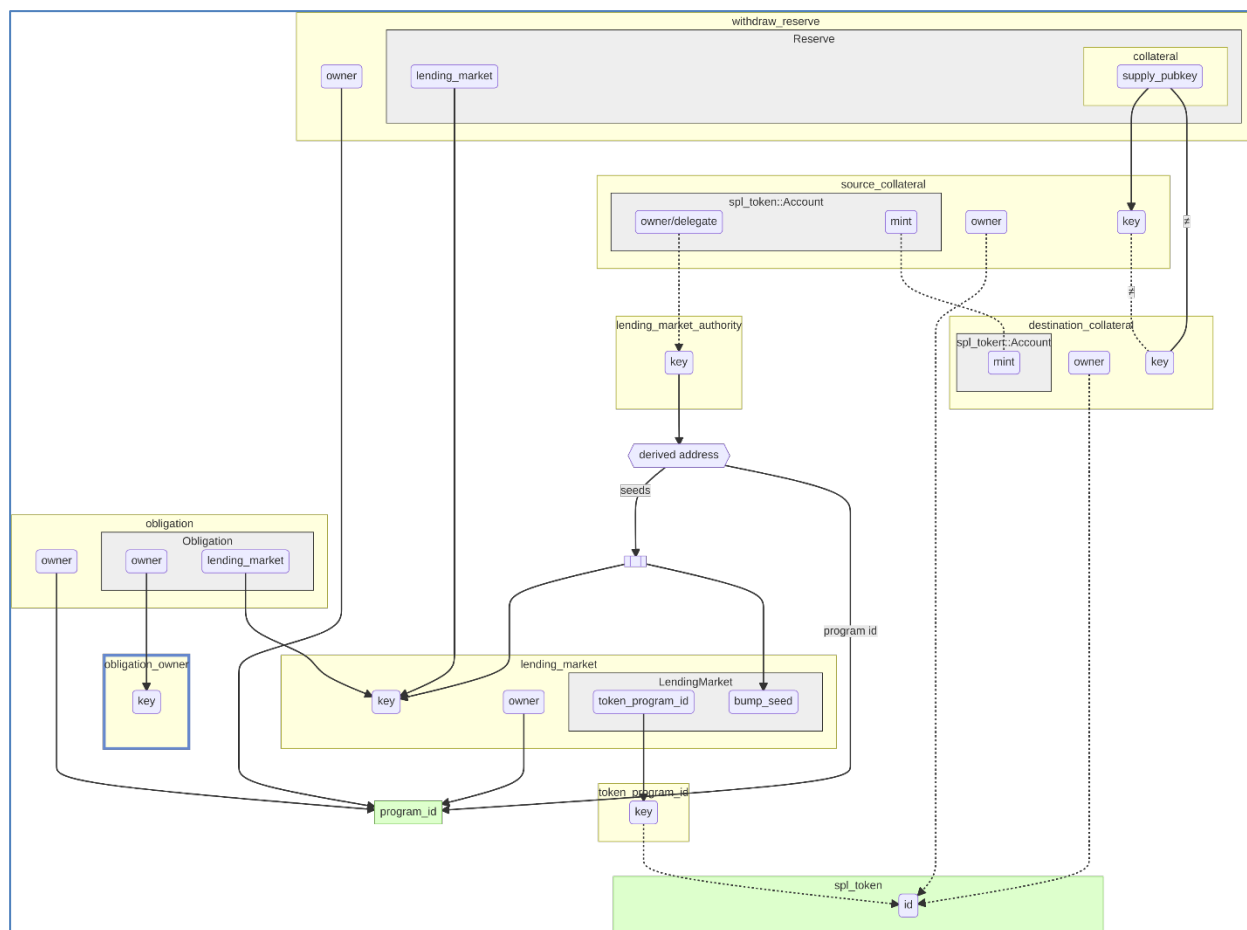 withdraw_reserve
Reserve
collateral
owner
lending_market
supply_pubkey
source_collateral
spl_token::Account
owner/delegate
mint
owner
key
lending_market_authority
key
destination_collateral
spl_token::Account
mint
owner
key
derived address
seeds
obligation
Obligation
owner
owner
lending_market
program id
obligation_owner
key
lending_market
LendingMarket
key
owner
token_program_id
bump_seed
token_program_id
program_id
key
spl_token
id